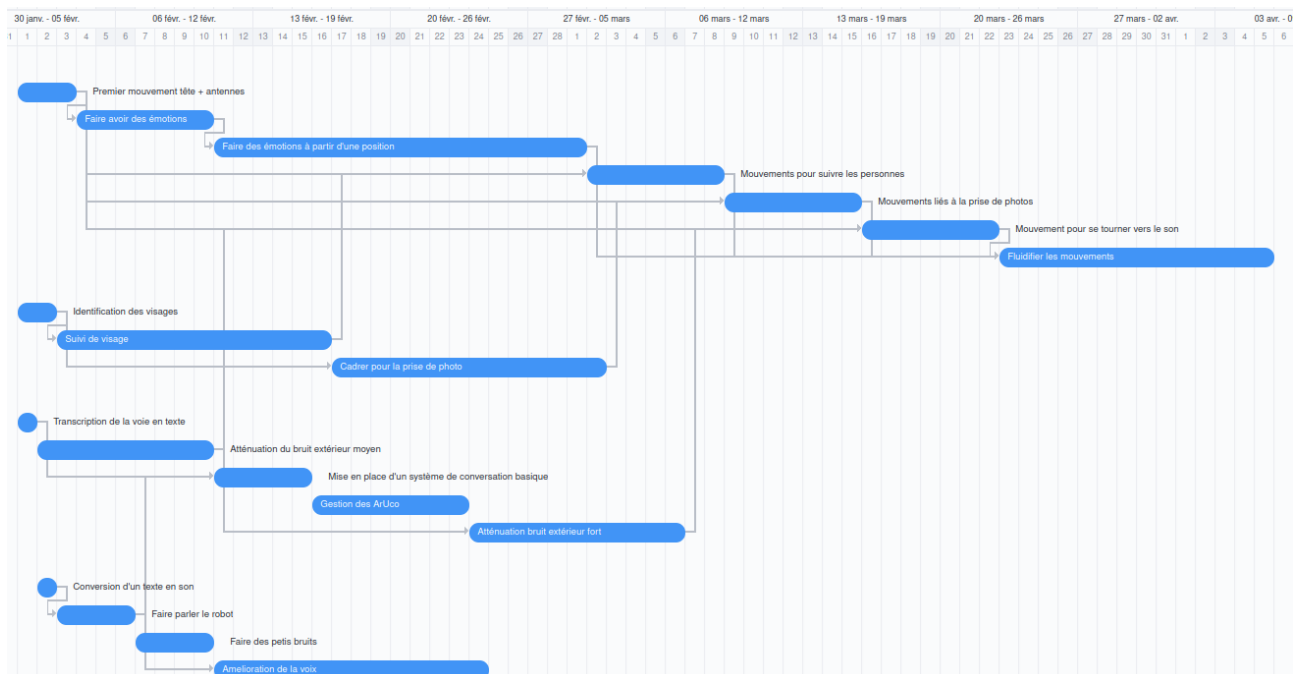 30 janv. - 05 févr. 06 févr. - 12 févr. 13 févr. - 19 févr. 20 févr. - 26 févr. 27 févr. - 05 mars 06 mars - 12 mars 13 mars - 19 mars 20 mars - 26 mars 27 mars - 02 avr. 03 avr. - 0
1 1 2 3 4 5 6 7 8 9 10 11 12 13 14 15 16 17 18 19 20 21 22 23 24 25 26 27 28 1 2 3 4 5 6 7 8 9 10 11 12 13 14 15 16 17 18 19 20 21 22 23 24 25 26 27 28 29 30 31 1 2 3 4 5 6
Premier mouvement tête + antennes
Faire avoir des émotions
Faire des émotions à partir d'une position
Mouvements pour suivre les personnes
Mouvements liés à la prise de photos
Mouvement pour se tourner vers le son
Fluidifier les mouvements
Identification des visages
Suivi de visage
Cadrer pour la prise de photo
Transcription de la voie en texte
Atténuation du bruit extérieur moyen
Mise en place d'un système de conversation basique
Gestion des ArUco
Atténuation bruit extérieur fort
Conversion d'un texte en son
Faire parler le robot
Faire des petis bruits
Amelioration de la voix